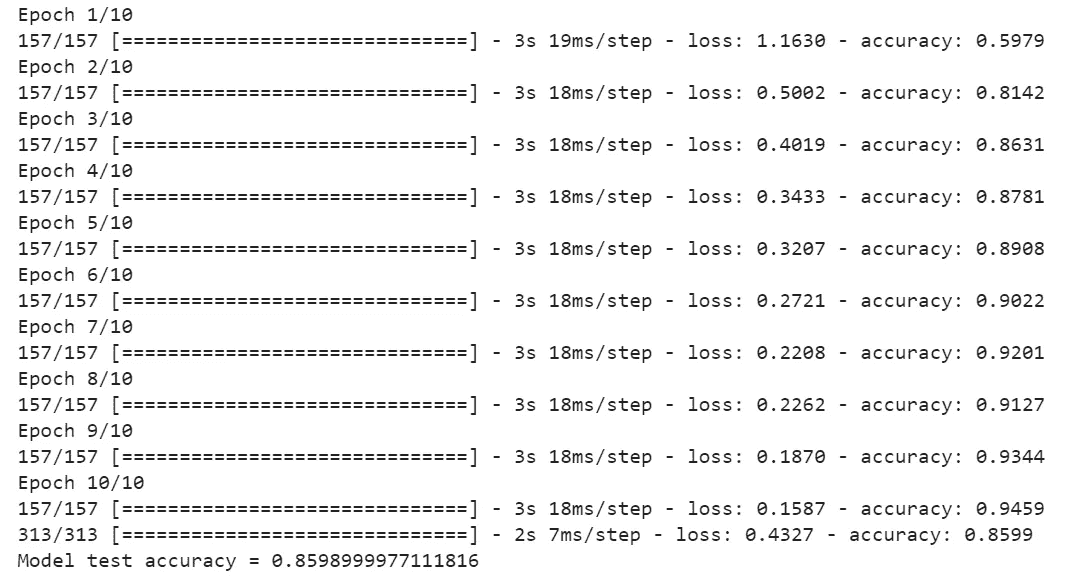 Epoch 1/10
157/157 [==============================] - 3s 19ms/step - loss: 1.1630 - accuracy: 0.5979
Epoch 2/10
157/157 [==============================] - 3s 18ms/step - loss: 0.5002 - accuracy: 0.8142
Epoch 3/10
157/157 [==============================] - 3s 18ms/step - loss: 0.4019 - accuracy: 0.8631
Epoch 4/10
157/157 [==============================] - 3s 18ms/step - loss: 0.3433 - accuracy: 0.8781
Epoch 5/10
157/157 [==============================] - 3s 18ms/step - loss: 0.3207 - accuracy: 0.8908
Epoch 6/10
157/157 [==============================] - 3s 18ms/step - loss: 0.2721 - accuracy: 0.9022
Epoch 7/10
157/157 [==============================] - 3s 18ms/step - loss: 0.2208 - accuracy: 0.9201
Epoch 8/10
157/157 [==============================] - 3s 18ms/step - loss: 0.2262 - accuracy: 0.9127
Epoch 9/10
157/157 [==============================] - 3s 18ms/step - loss: 0.1870 - accuracy: 0.9344
Epoch 10/10
157/157 [==============================] - 3s 18ms/step - loss: 0.1587 - accuracy: 0.9459
313/313 [==============================] - 2s 7ms/step - loss: 0.4327 - accuracy: 0.8599
Model test accuracy = 0.8598999977111816